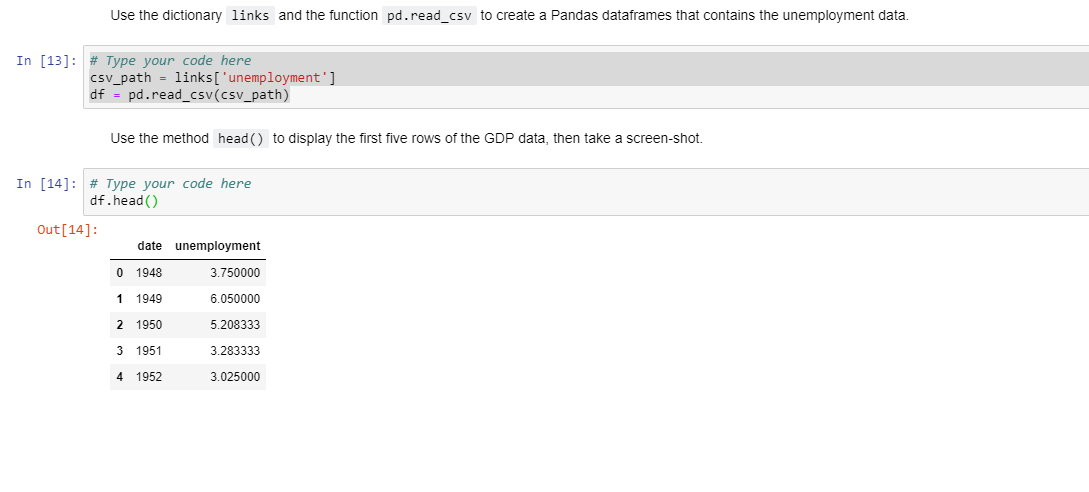 Use the dictionary links and the function pd.read_csv to create a Pandas dataframes that contains the unemployment data.
In [13]: # Type your code here
csv_path = links['unemployment']
df = pd.read_csv(csv_path)
Use the method head() to display the first five rows of the GDP data, then take a screen-shot.
In [14]: # Type your code here
df.head()
Out[14]:
date unemployment
0 1948 3.750000
1 1949 6.050000
2 1950 5.208333
3 1951 3.283333
4 1952 3.025000